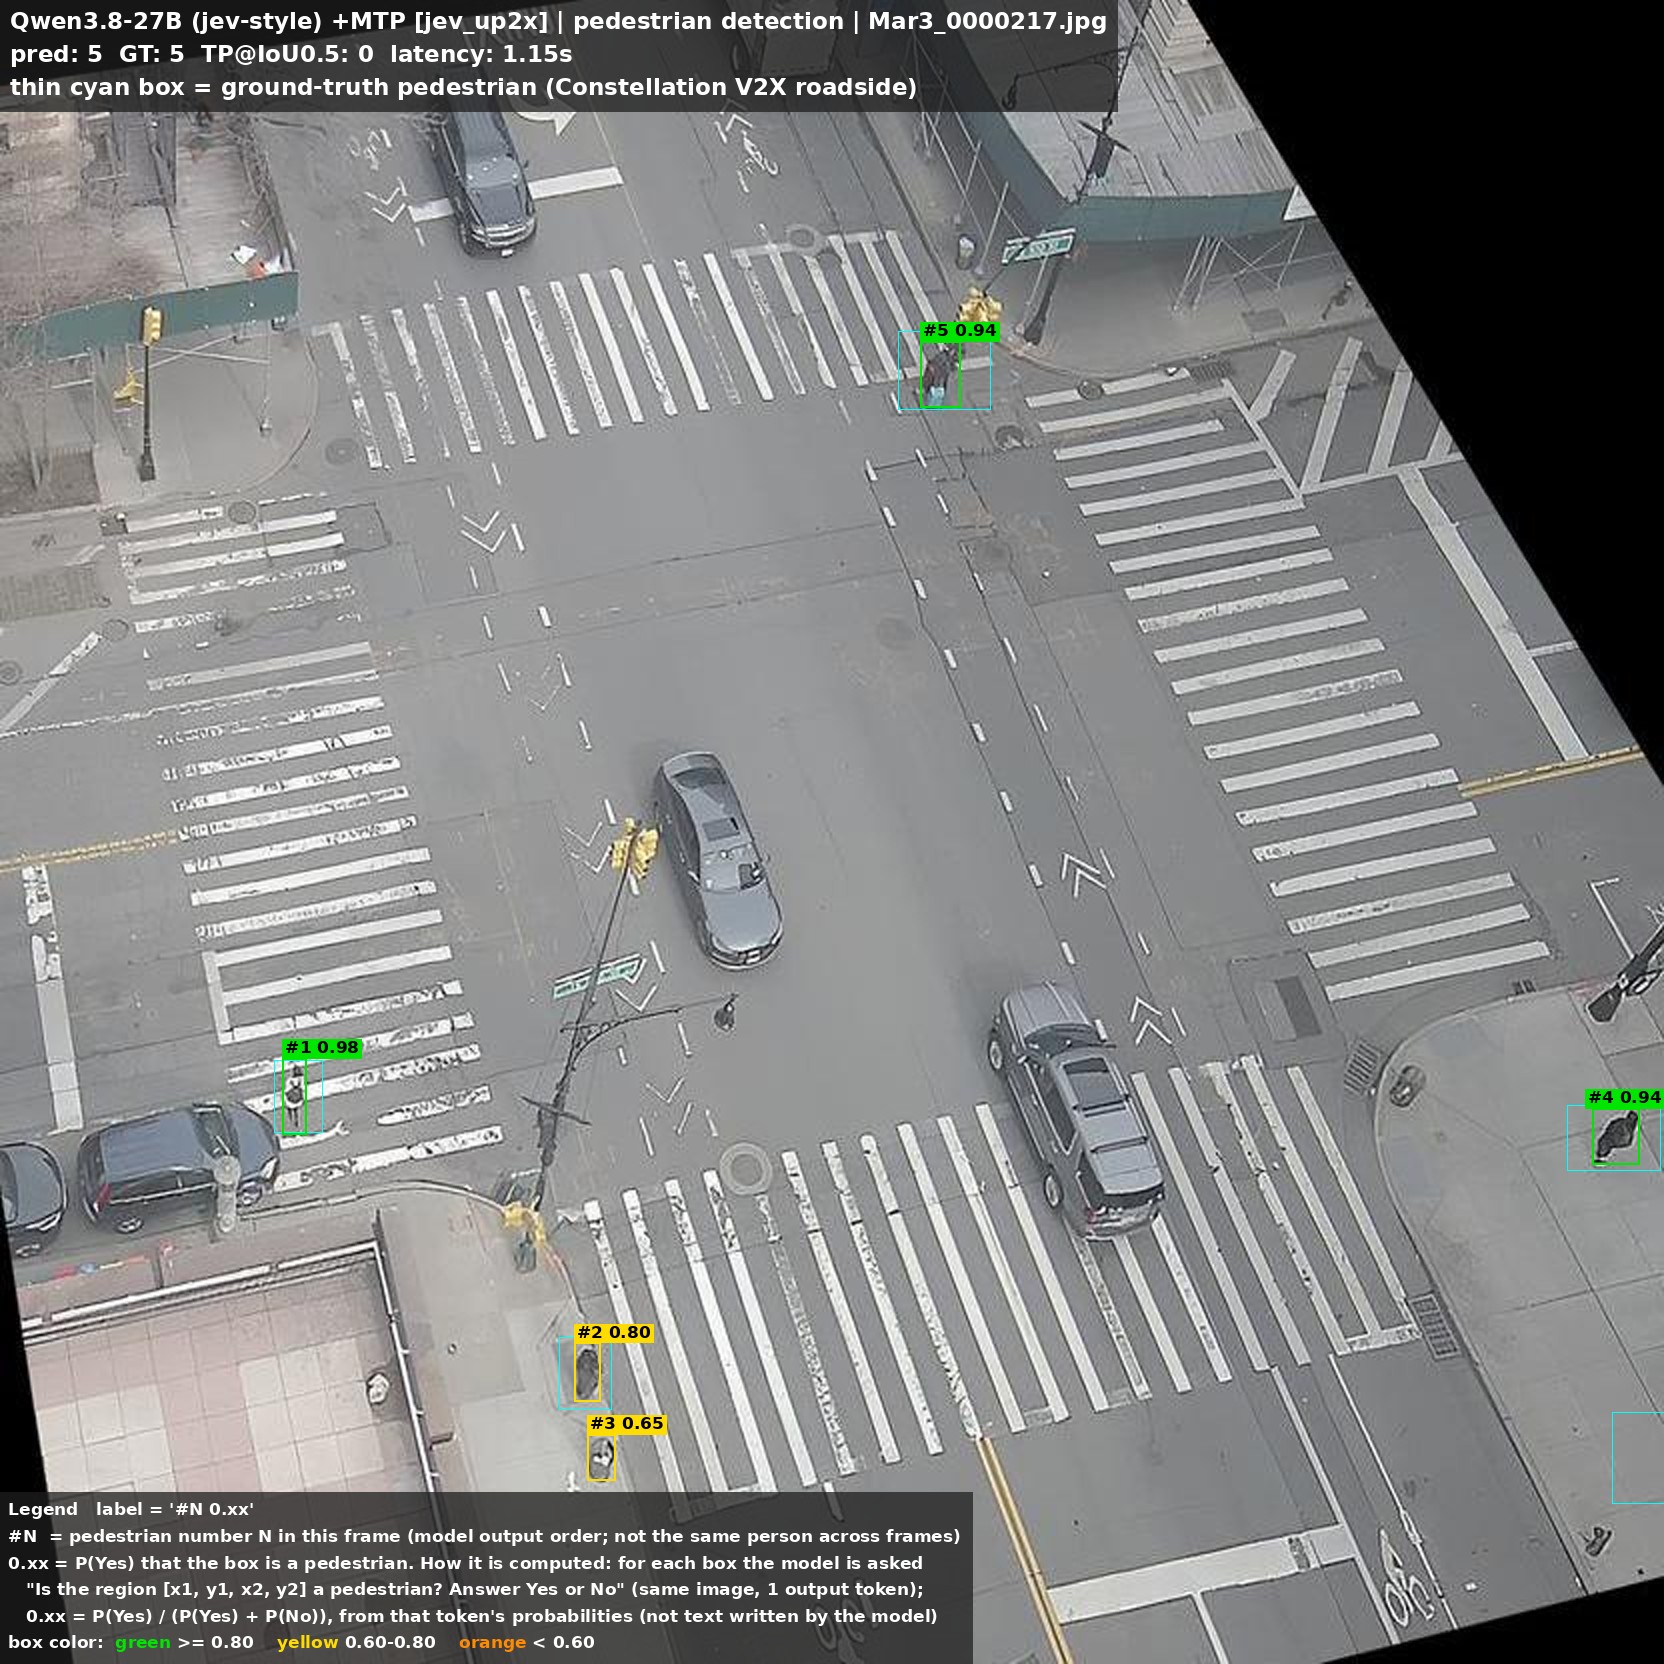 Qwen3.8-27B (jev-style) +MTP [jev_up2x] | pedestrian detection | Mar3_0000217.jpg
pred: 5  GT: 5  TP@IoU0.5: 0  latency: 1.15s
thin cyan box = ground-truth pedestrian (Constellation V2X roadside)
#5 0.94
#1 0.98
#4 0.94
#2 0.80
#3 0.65
Legend   label = '#N 0.xx'
#N  = pedestrian number N in this frame (model output order; not the same person across frames)
0.xx = P(Yes) that the box is a pedestrian. How it is computed: for each box the model is asked
"Is the region [x1, y1, x2, y2] a pedestrian? Answer Yes or No" (same image, 1 output token);
0.xx = P(Yes) / (P(Yes) + P(No)), from that token's probabilities (not text written by the model)
box color:  green >= 0.80    yellow 0.60-0.80    orange < 0.60